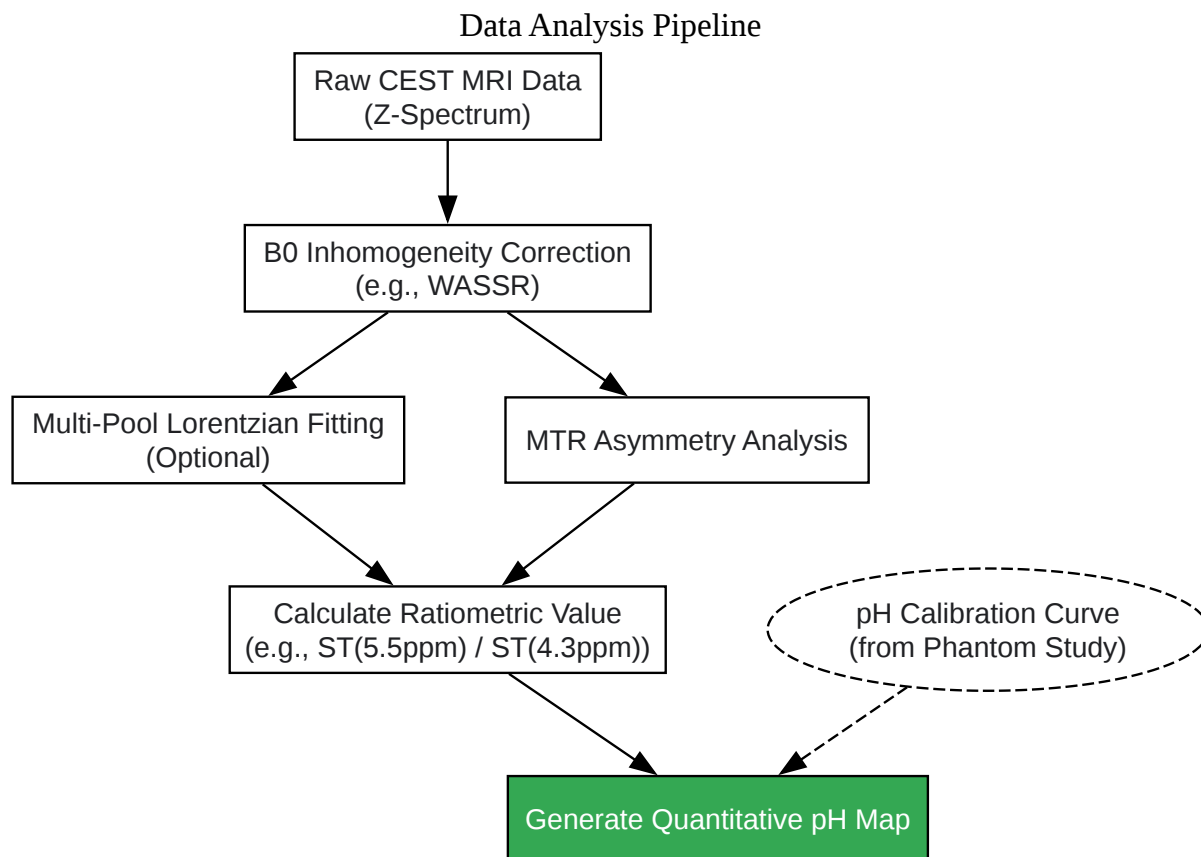 Data Analysis Pipeline
Raw CEST MRI Data
(Z-Spectrum)
B0 Inhomogeneity Correction
(e.g., WASSR)
Multi-Pool Lorentzian Fitting
(Optional)
MTR Asymmetry Analysis
Calculate Ratiometric Value
(e.g., ST(5.5ppm) / ST(4.3ppm))
pH Calibration Curve
(from Phantom Study)
Generate Quantitative pH Map